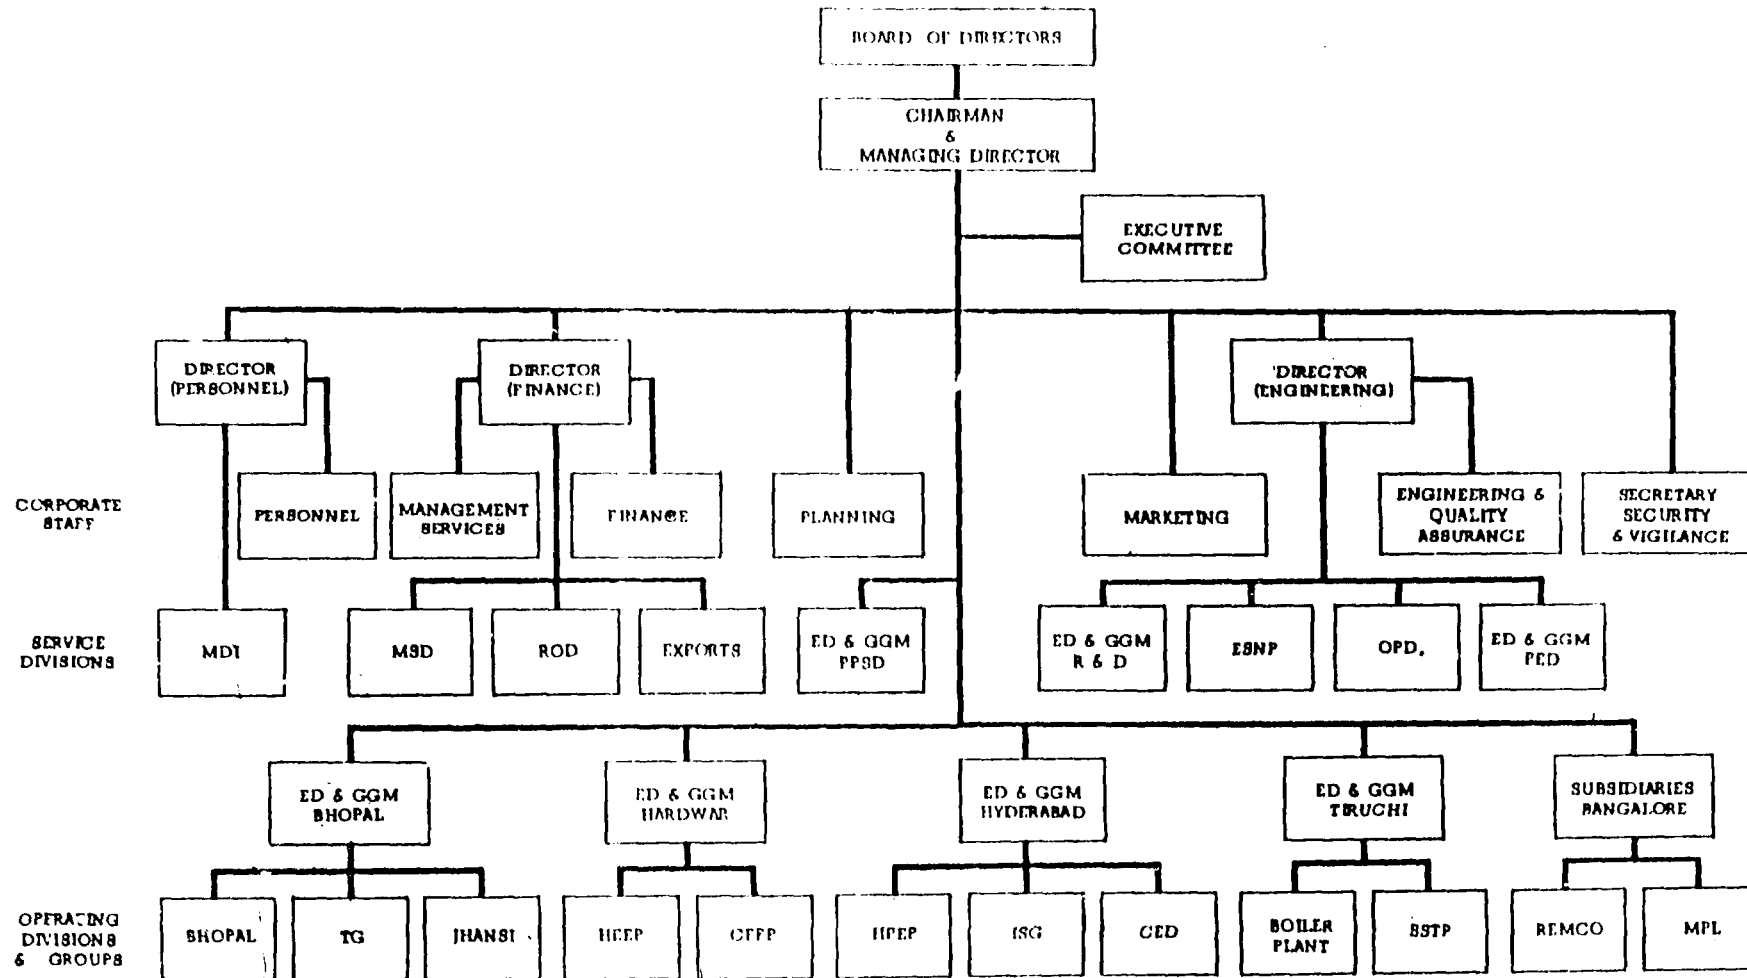 BOARD OF DIRECTORS
CHAIRMAN
&
MANAGING DIRECTOR
EXECUTIVE
COMMITTEE
DIRECTOR
(PERSONNEL)
DIRECTOR
(FINANCE)
DIRECTOR
(ENGINEERING)
CORPORATE
STAFF
PERSONNEL
MANAGEMENT
SERVICES
FINANCE
PLANNING
MARKETING
ENGINEERING &
QUALITY
ASSURANCE
SECRETARY
SECURITY
& VIGILANCE
SERVICE
DIVISIONS
MDI
MSD
ROD
EXPORTS
ED & GGM
PPSD
ED & GGM
R & D
ESNP
OPD.
ED & GGM
PED
ED & GGM
BHOPAL
ED & GGM
HARDWAR
ED & GGM
HYDERABAD
ED & GGM
TIRUCHI
SUBSIDIARIES
BANGALORE
OPERATING
DIVISIONS
& GROUPS
BHOPAL
TG
JHANSI
HEEP
CFFP
HPEP
ISG
CED
BOILER
PLANT
SSTP
REMCO
MPL